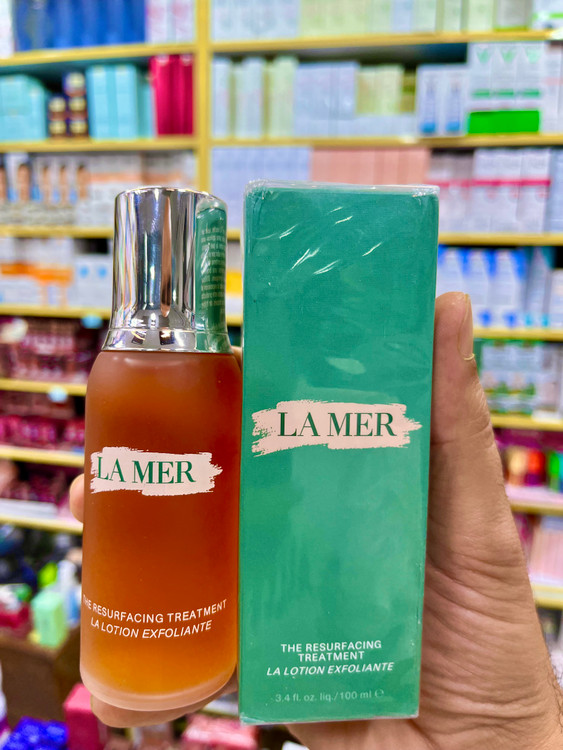 LA MER
THE RESURFACING TREATMENT
LA LOTION EXFOLIANTE
LA MER
THE RESURFACING
TREATMENT
LA LOTION EXFOLIANTE
3.4 fl. oz. liq./100 ml ℮